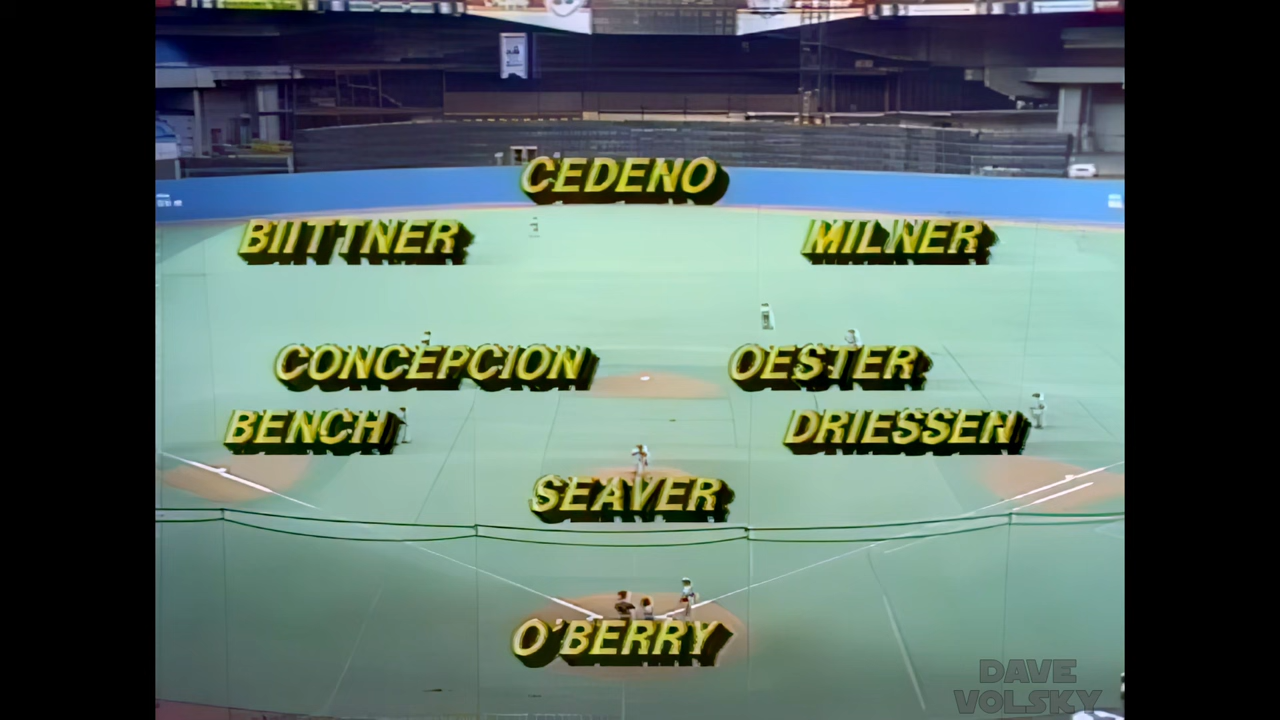 CEDENO
BIITTNER MILNER
CONCEPCION OESTER
BENCH DRIESSEN
SEAVER
O'BERRY
DAVE
VOLSKY